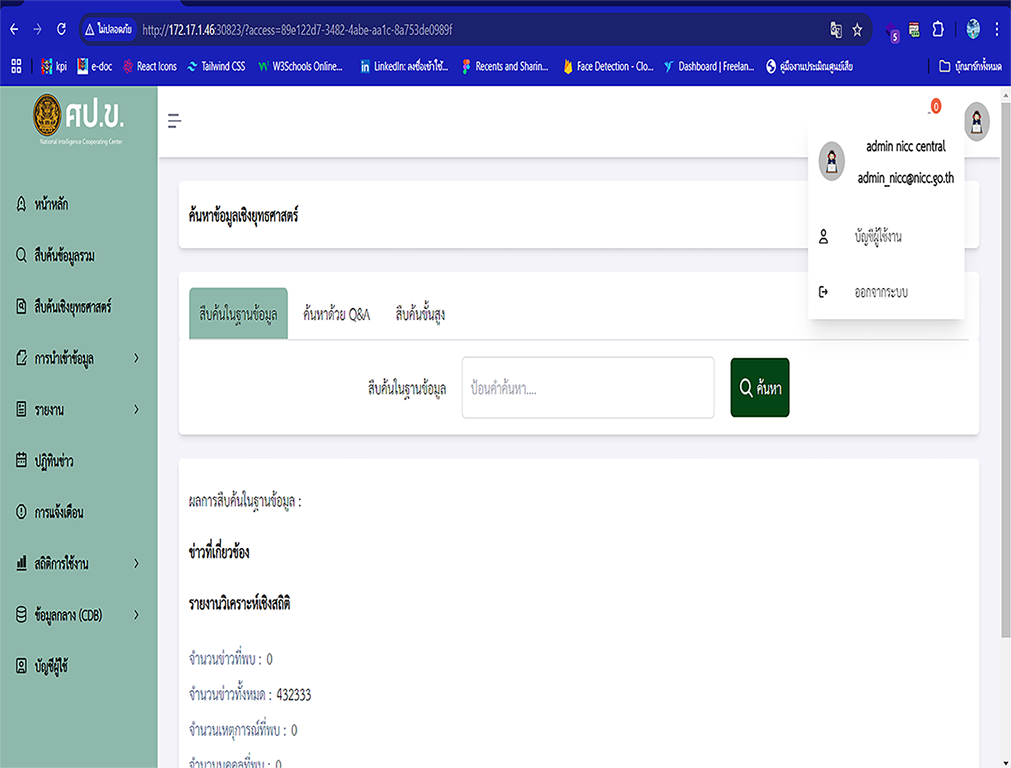 ไม่ปลอดภัย http://172.17.1.46:30823/?access=89e122d7-3482-4abe-aa1c-8a753de0989f
kpi e-doc React Icons Tailwind CSS W3Schools Online... LinkedIn: ลงชื่อเข้าใช้... Recents and Sharin... Face Detection - Clo... Dashboard | Freelan... คู่มืองานประเมินศูนย์เสีย บุ๊กมาร์กทั้งหมด
ศป.ข.
National Intelligence Cooperating Center
0
admin nicc central
admin_nicc@nicc.go.th
บัญชีผู้ใช้งาน
ออกจากระบบ
หน้าหลัก
สืบค้นข้อมูลรวม
สืบค้นเชิงยุทธศาสตร์
การนำเข้าข้อมูล
รายงาน
ปฏิทินข่าว
การแจ้งเตือน
สถิติการใช้งาน
ข้อมูลกลาง (CDB)
บัญชีผู้ใช้
ค้นหาข้อมูลเชิงยุทธศาสตร์
สืบค้นในฐานข้อมูล ค้นหาด้วย Q&A สืบค้นขั้นสูง
สืบค้นในฐานข้อมูล ป้อนคำค้นหา.... ค้นหา
ผลการสืบค้นในฐานข้อมูล :
ข่าวที่เกี่ยวข้อง
รายงานวิเคราะห์เชิงสถิติ
จำนวนข่าวที่พบ : 0
จำนวนข่าวทั้งหมด : 432333
จำนวนเหตุการณ์ที่พบ : 0
จำนวนบุคคลที่พบ : 0